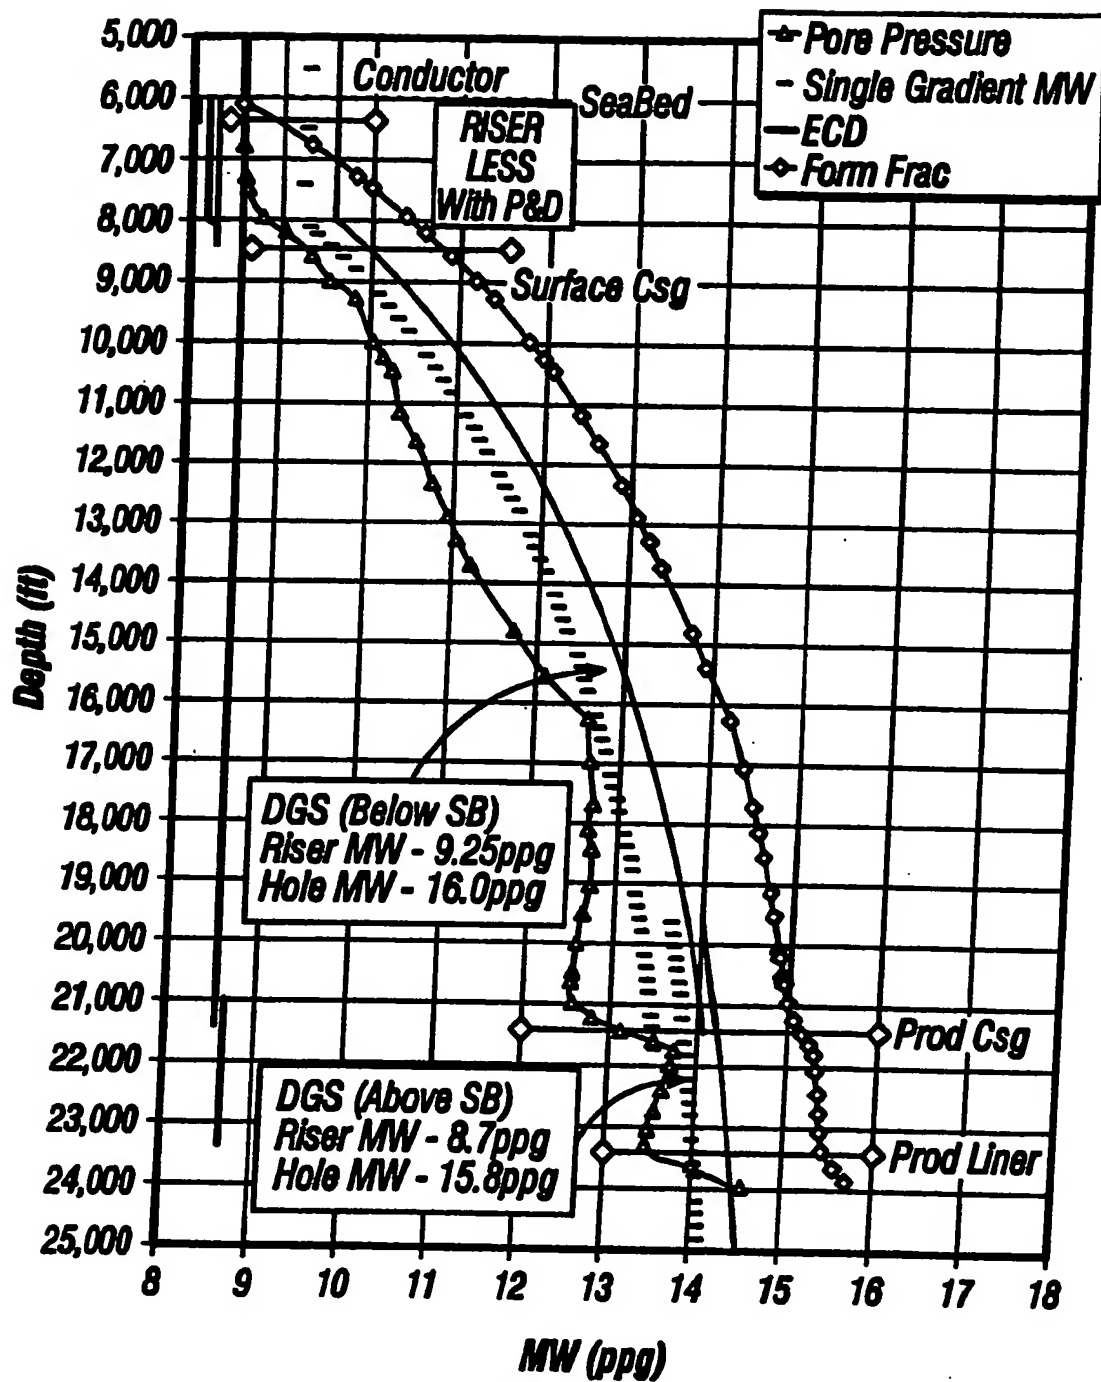 Pore Pressure
Single Gradient MW
ECD
Form Frac
5,000
6,000
7,000
8,000
9,000
10,000
11,000
12,000
13,000
14,000
15,000
16,000
17,000
18,000
19,000
20,000
21,000
22,000
23,000
24,000
25,000
Depth (ft)
Conductor
SeaBed
RISER
LESS
With P&D
Surface Csg
DGS (Below SB)
Riser MW - 9.25ppg
Hole MW - 16.0ppg
DGS (Above SB)
Riser MW - 8.7ppg
Hole MW - 15.8ppg
Prod Csg
Prod Liner
8 9 10 11 12 13 14 15 16 17 18
MW (ppg)